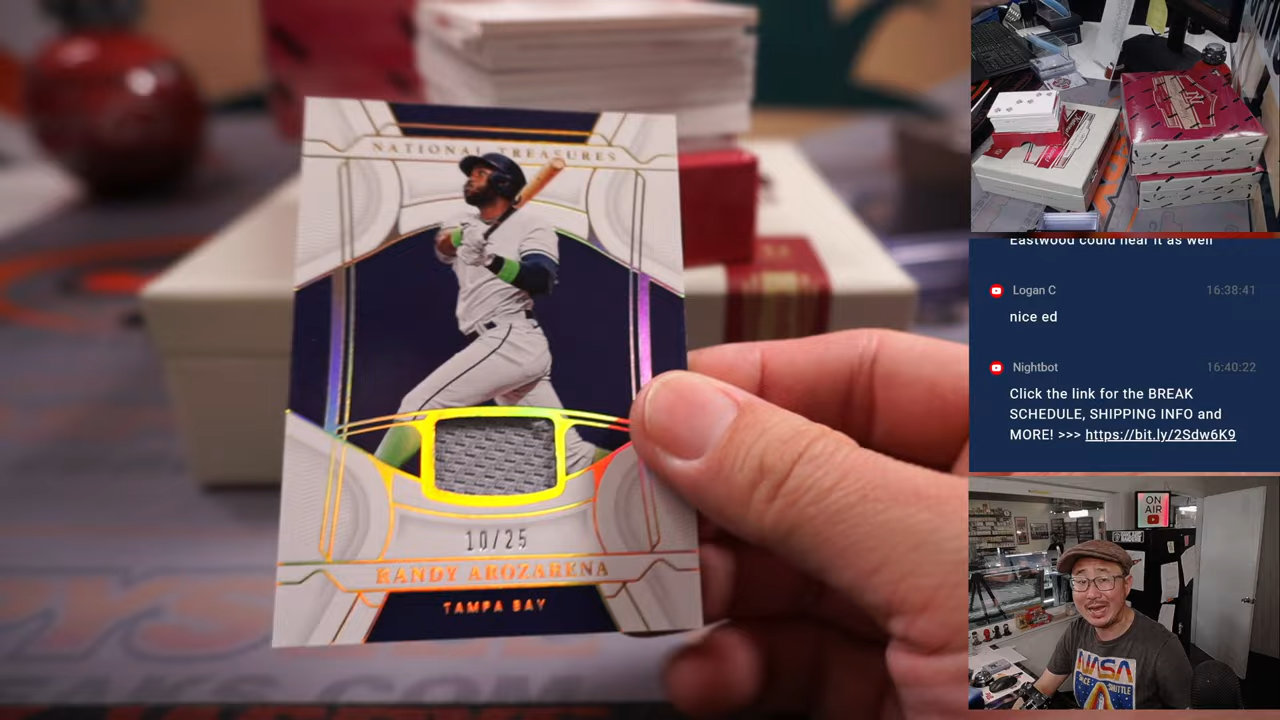 NATIONAL TREASURES
10/25
RANDY AROZARENA
TAMPA BAY
Eastwood could hear it as well
Logan C 16:38:41
nice ed
Nightbot 16:40:22
Click the link for the BREAK
SCHEDULE, SHIPPING INFO and
MORE! >>> https://bit.ly/2Sdw6K9
ON
AIR
NASA
SPACE SHUTTLE